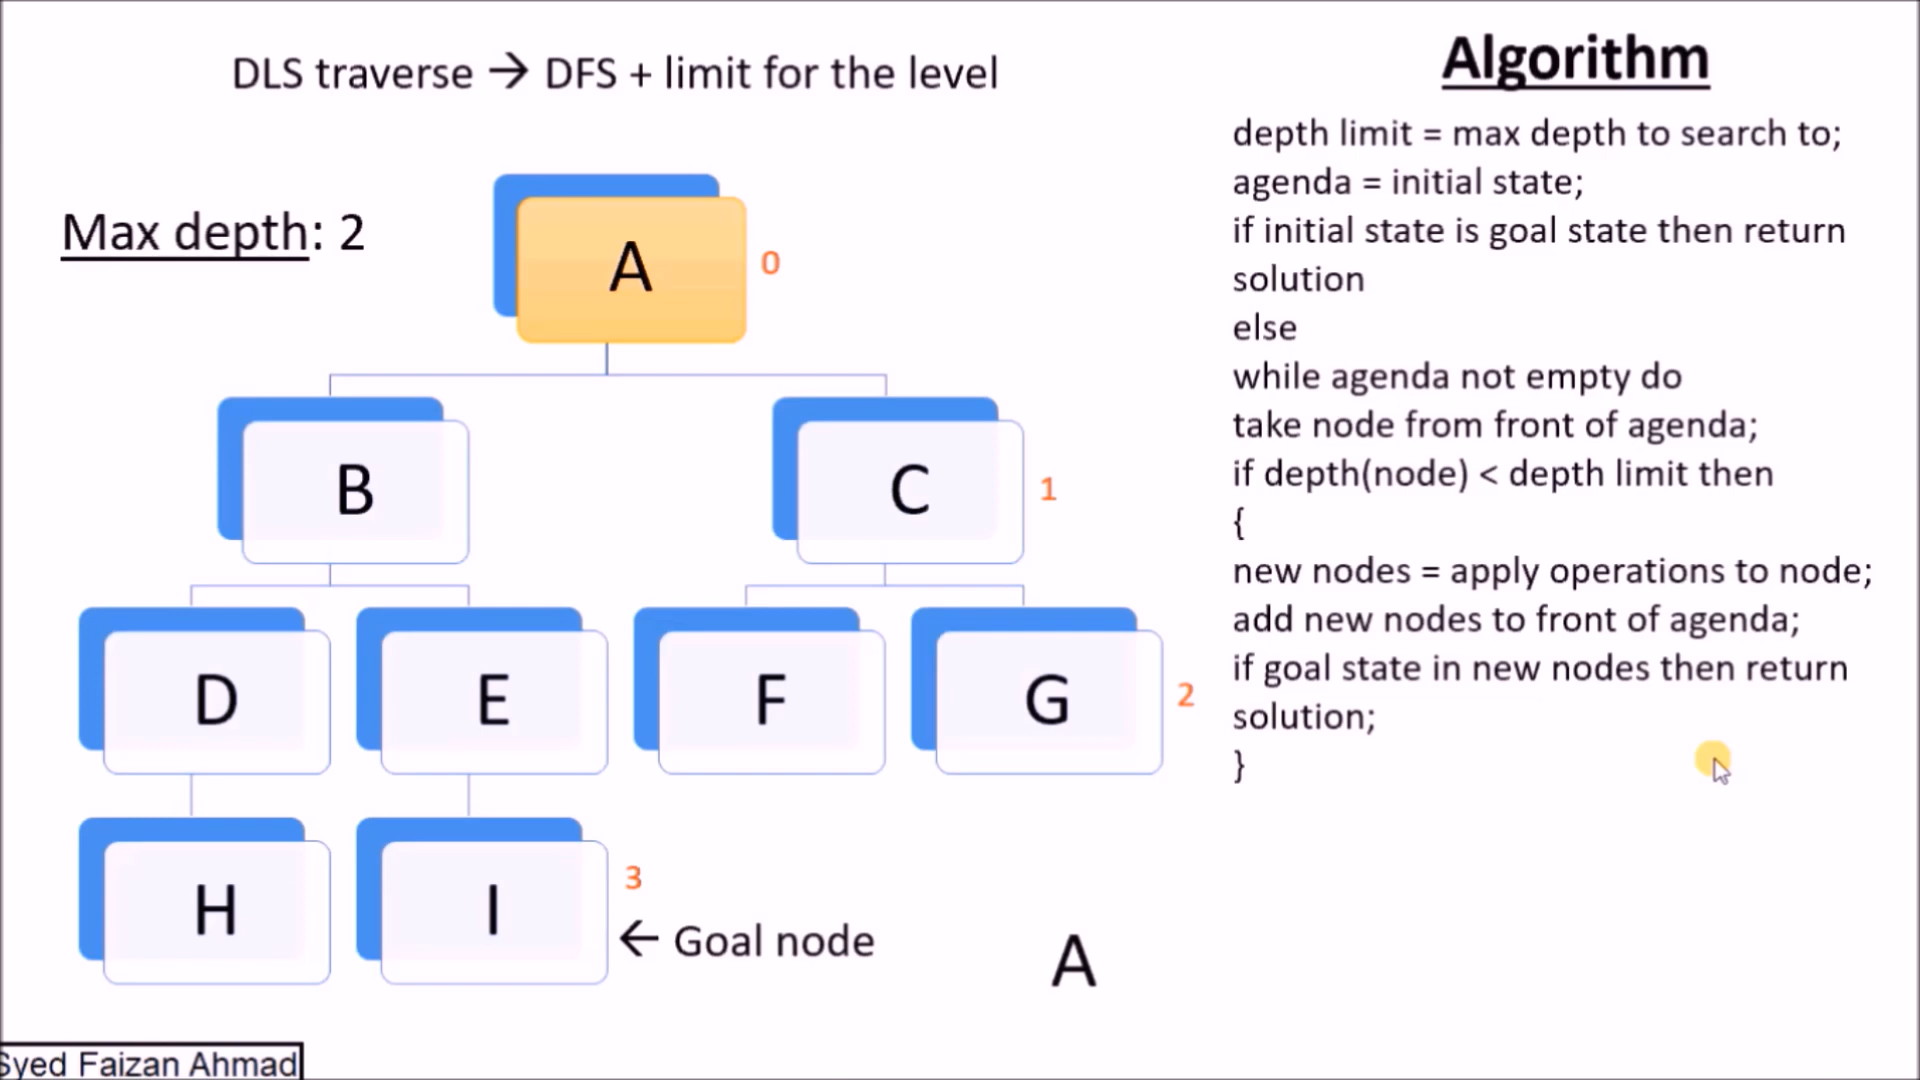 DLS traverse → DFS + limit for the level
Max depth: 2
A
0
B
C
1
D
E
F
G
2
H
I
3
← Goal node
A
Algorithm
depth limit = max depth to search to;
agenda = initial state;
if initial state is goal state then return
solution
else
while agenda not empty do
take node from front of agenda;
if depth(node) < depth limit then
{
new nodes = apply operations to node;
add new nodes to front of agenda;
if goal state in new nodes then return
solution;
}
Syed Faizan Ahmad